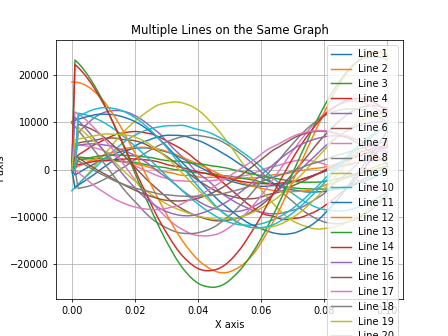 Multiple Lines on the Same Graph
20000
10000
0
−10000
−20000
0.00
0.02
0.04
0.06
X axis
Line 1
Line 2
Line 3
Line 4
Line 5
Line 6
Line 7
Line 8
Line 9
Line 10
Line 11
Line 12
Line 13
Line 14
Line 15
Line 16
Line 17
Line 18
Line 19
Line 20